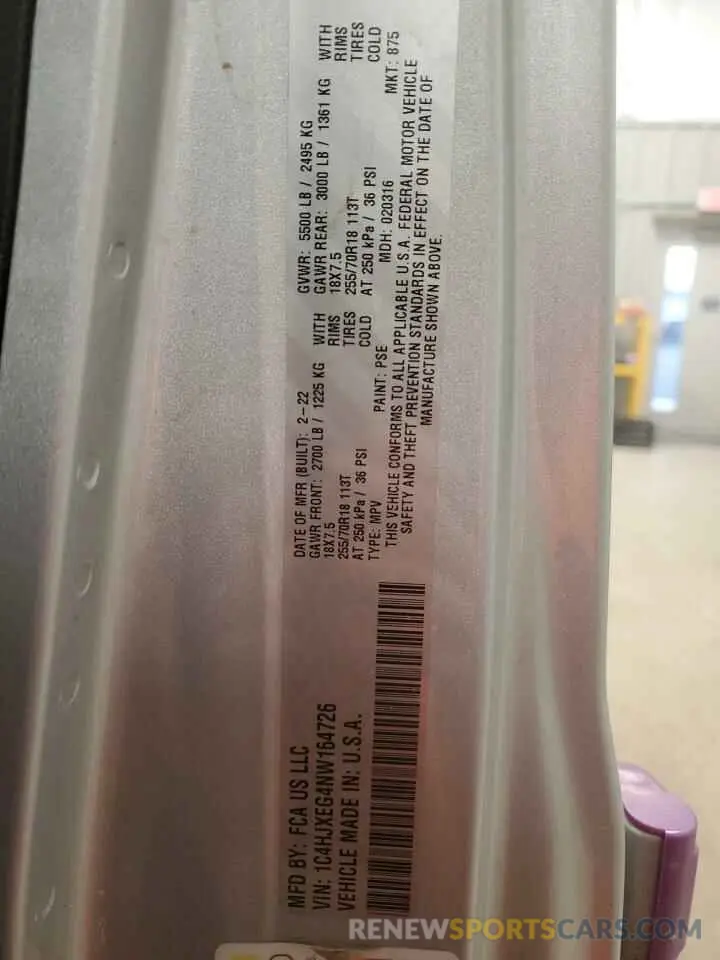 MFD BY: FCA US LLC
VIN: 1C4HJXEG4NW164726
VEHICLE MADE IN: U.S.A.
DATE OF MFR (BUILT): 2-22 GVWR: 5500 LB / 2495 KG
GAWR FRONT: 2700 LB / 1225 KG WITH GAWR REAR: 3000 LB / 1361 KG WITH
18X7.5 RIMS 18X7.5 RIMS
255/70R18 113T TIRES 255/70R18 113T TIRES
AT 250 kPa / 36 PSI COLD AT 250 kPa / 36 PSI COLD
TYPE: MPV PAINT: PSE MDH: 020316 MKT: 875
THIS VEHICLE CONFORMS TO ALL APPLICABLE U.S.A. FEDERAL MOTOR VEHICLE
SAFETY AND THEFT PREVENTION STANDARDS IN EFFECT ON THE DATE OF
MANUFACTURE SHOWN ABOVE.
RENEWSPORTSCARS.COM